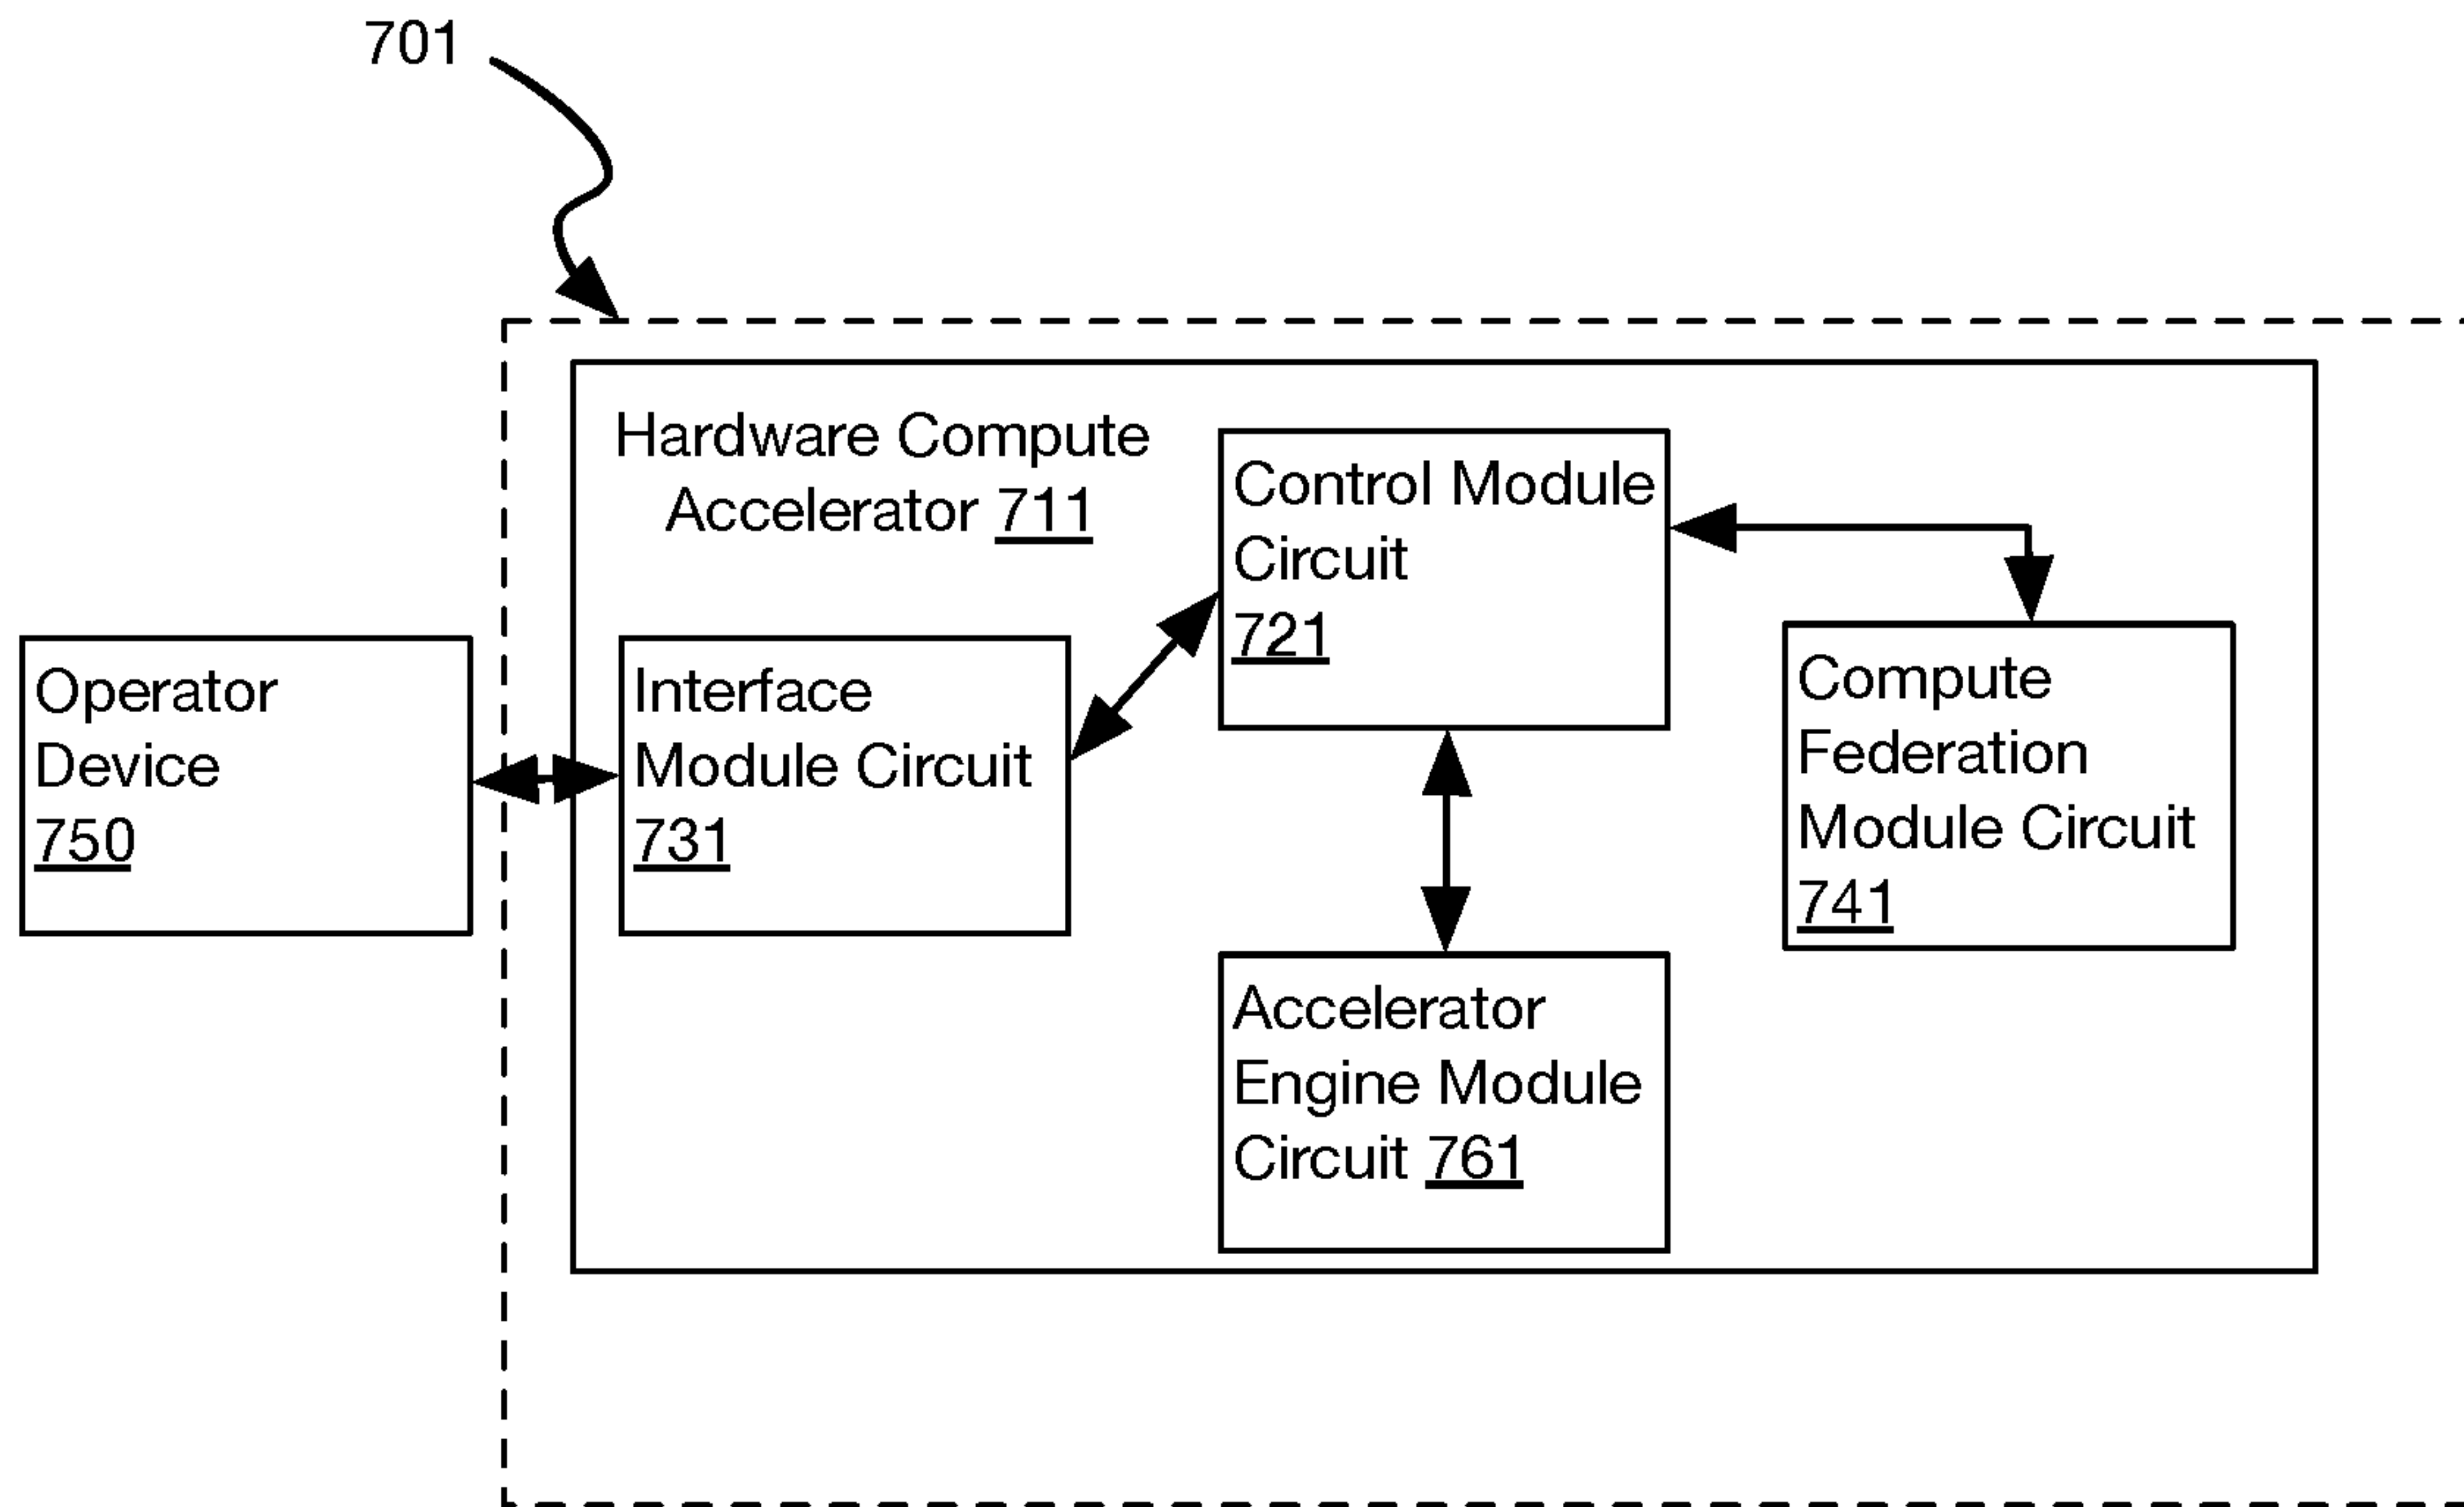 701
Hardware Compute
Accelerator 711
Control Module
Circuit
721
Operator
Device
750
Interface
Module Circuit
731
Compute
Federation
Module Circuit
741
Accelerator
Engine Module
Circuit 761